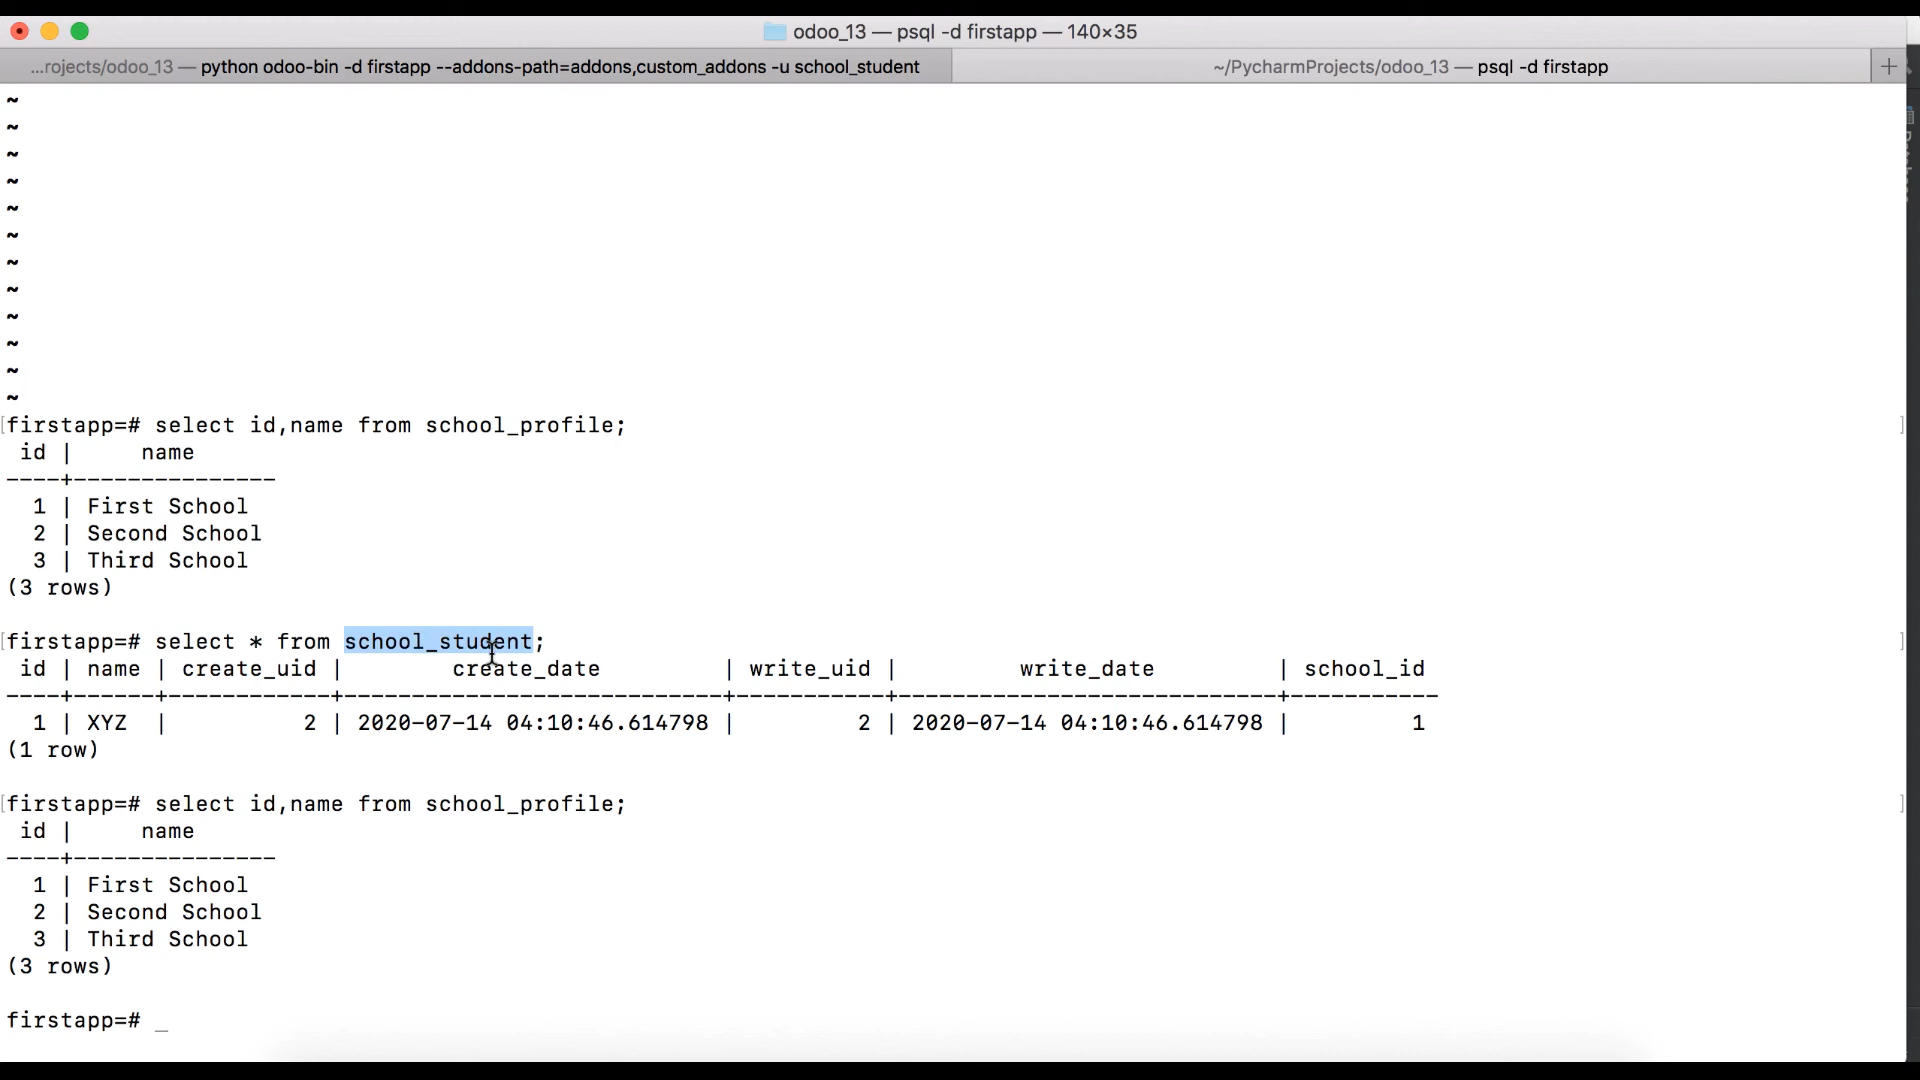 odoo_13 — psql -d firstapp — 140×35
...rojects/odoo_13 — python odoo-bin -d firstapp --addons-path=addons,custom_addons -u school_student
~/PycharmProjects/odoo_13 — psql -d firstapp
+
~
~
~
~
~
~
~
~
~
~
~
~
[firstapp=# select id,name from school_profile; ]
 id |     name
----+---------------
  1 | First School
  2 | Second School
  3 | Third School
(3 rows)
[firstapp=# select * from school_student; ]
 id | name | create_uid |        create_date         | write_uid |         write_date         | school_id
----+------+------------+----------------------------+-----------+----------------------------+-----------
  1 | XYZ  |          2 | 2020-07-14 04:10:46.614798 |         2 | 2020-07-14 04:10:46.614798 |         1
(1 row)
[firstapp=# select id,name from school_profile; ]
 id |     name
----+---------------
  1 | First School
  2 | Second School
  3 | Third School
(3 rows)
firstapp=# _